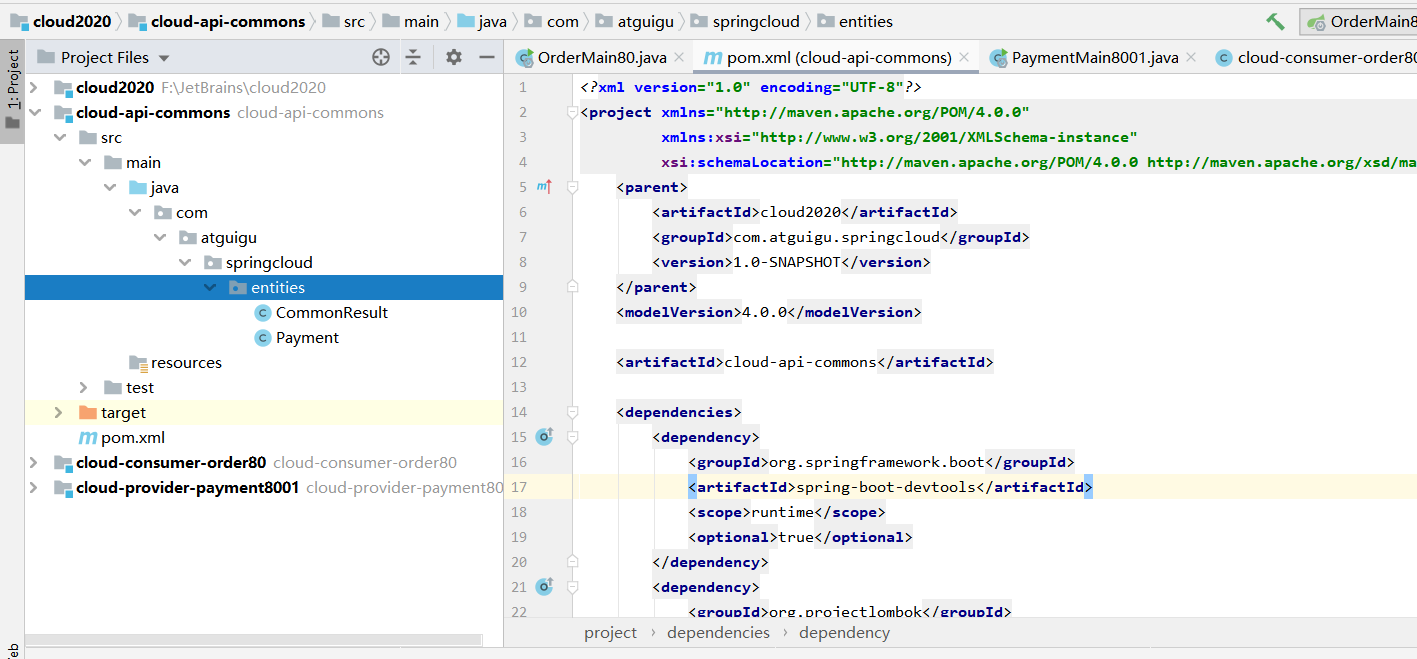 cloud2020 cloud-api-commons src main java com atguigu springcloud entities OrderMain8
1: Project
Project Files
OrderMain80.java pom.xml (cloud-api-commons) PaymentMain8001.java cloud-consumer-order80
cloud2020 F:\JetBrains\cloud2020
cloud-api-commons cloud-api-commons
src
main
java
com
atguigu
springcloud
entities
CommonResult
Payment
resources
test
target
pom.xml
cloud-consumer-order80 cloud-consumer-order80
cloud-provider-payment8001 cloud-provider-payment80
1 <?xml version="1.0" encoding="UTF-8"?>
2 <project xmlns="http://maven.apache.org/POM/4.0.0"
3 xmlns:xsi="http://www.w3.org/2001/XMLSchema-instance"
4 xsi:schemaLocation="http://maven.apache.org/POM/4.0.0 http://maven.apache.org/xsd/ma
5 <parent>
6 <artifactId>cloud2020</artifactId>
7 <groupId>com.atguigu.springcloud</groupId>
8 <version>1.0-SNAPSHOT</version>
9 </parent>
10 <modelVersion>4.0.0</modelVersion>
11
12 <artifactId>cloud-api-commons</artifactId>
13
14 <dependencies>
15 <dependency>
16 <groupId>org.springframework.boot</groupId>
17 <artifactId>spring-boot-devtools</artifactId>
18 <scope>runtime</scope>
19 <optional>true</optional>
20 </dependency>
21 <dependency>
22 <groupId>org.projectlombok</groupId>
project › dependencies › dependency
eb